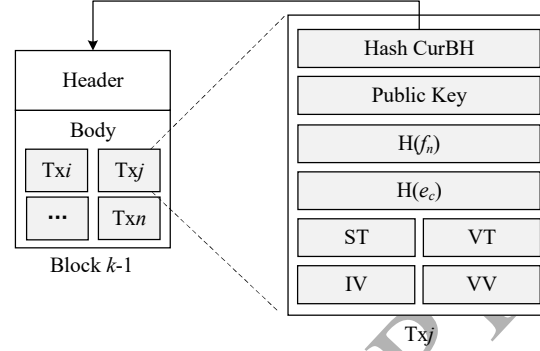 Hash CurBH
Header
Public Key
Body
H(fn)
Txi Txj
H(ec)
... Txn
ST VT
Block k-1
IV VV
Txj